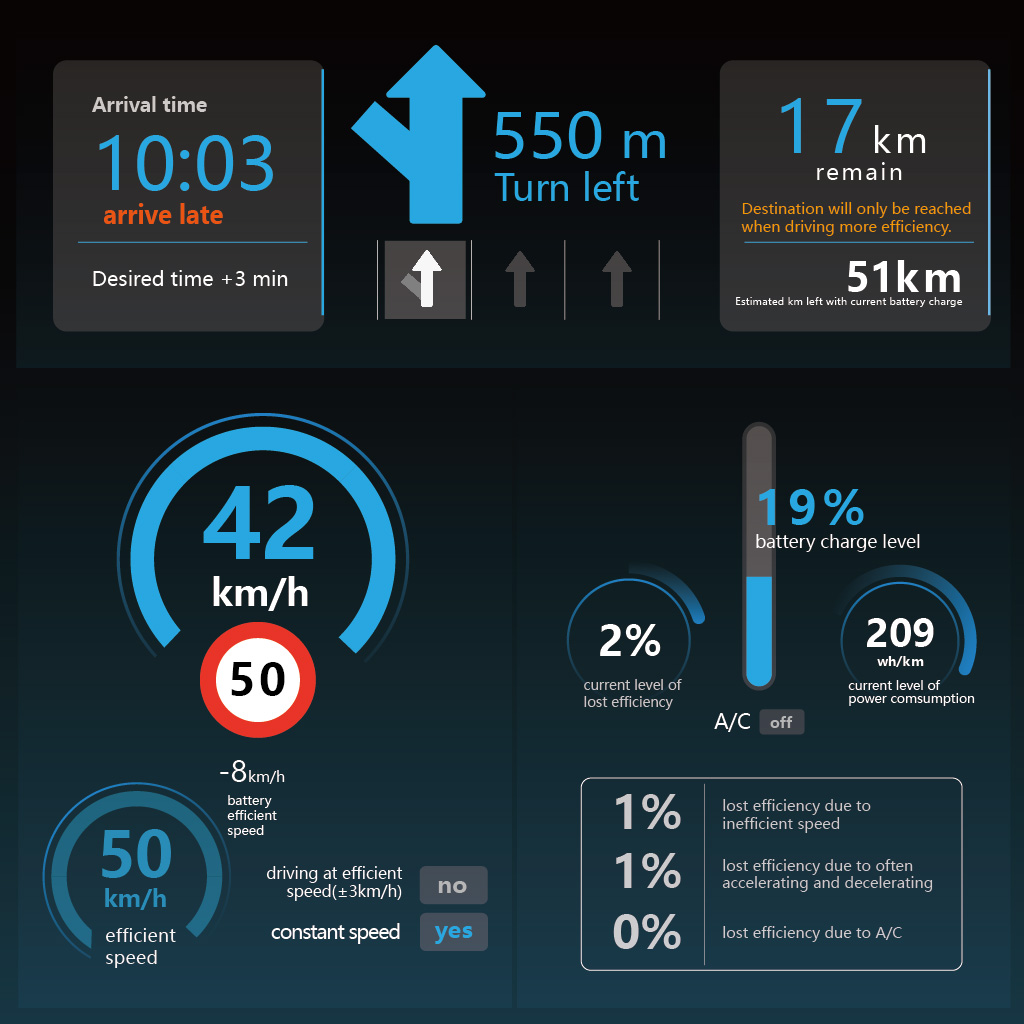 Arrival time
10:03
arrive late
Desired time +3 min
550 m
Turn left
17 km
remain
Destination will only be reached
when driving more efficiency.
51km
Estimated km left with current battery charge
42
km/h
50
-8km/h
battery
efficient
speed
50
km/h
efficient
speed
driving at efficient
speed(±3km/h)
no
constant speed
yes
19%
battery charge level
2%
current level of
lost efficiency
209
wh/km
current level of
power comsumption
A/C
off
1%
lost efficiency due to
inefficient speed
1%
lost efficiency due to often
accelerating and decelerating
0%
lost efficiency due to A/C